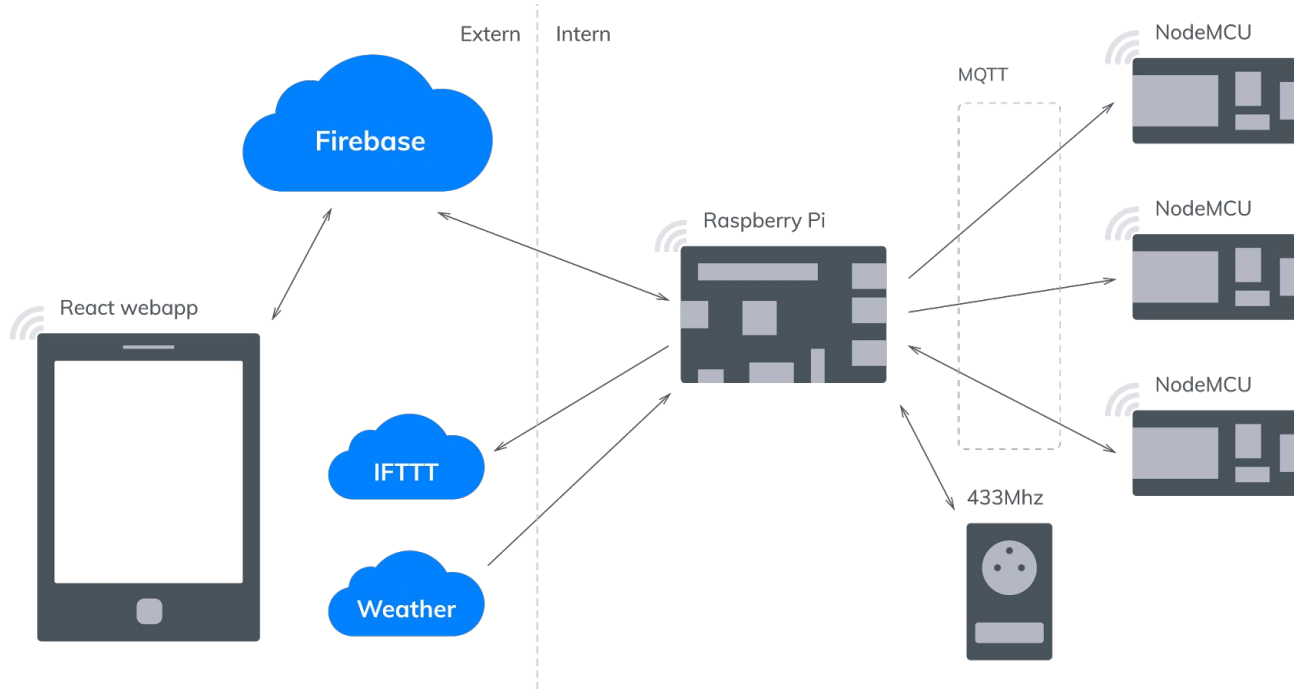 Extern
Intern
NodeMCU
MQTT
Firebase
NodeMCU
Raspberry Pi
React webapp
NodeMCU
IFTTT
433Mhz
Weather